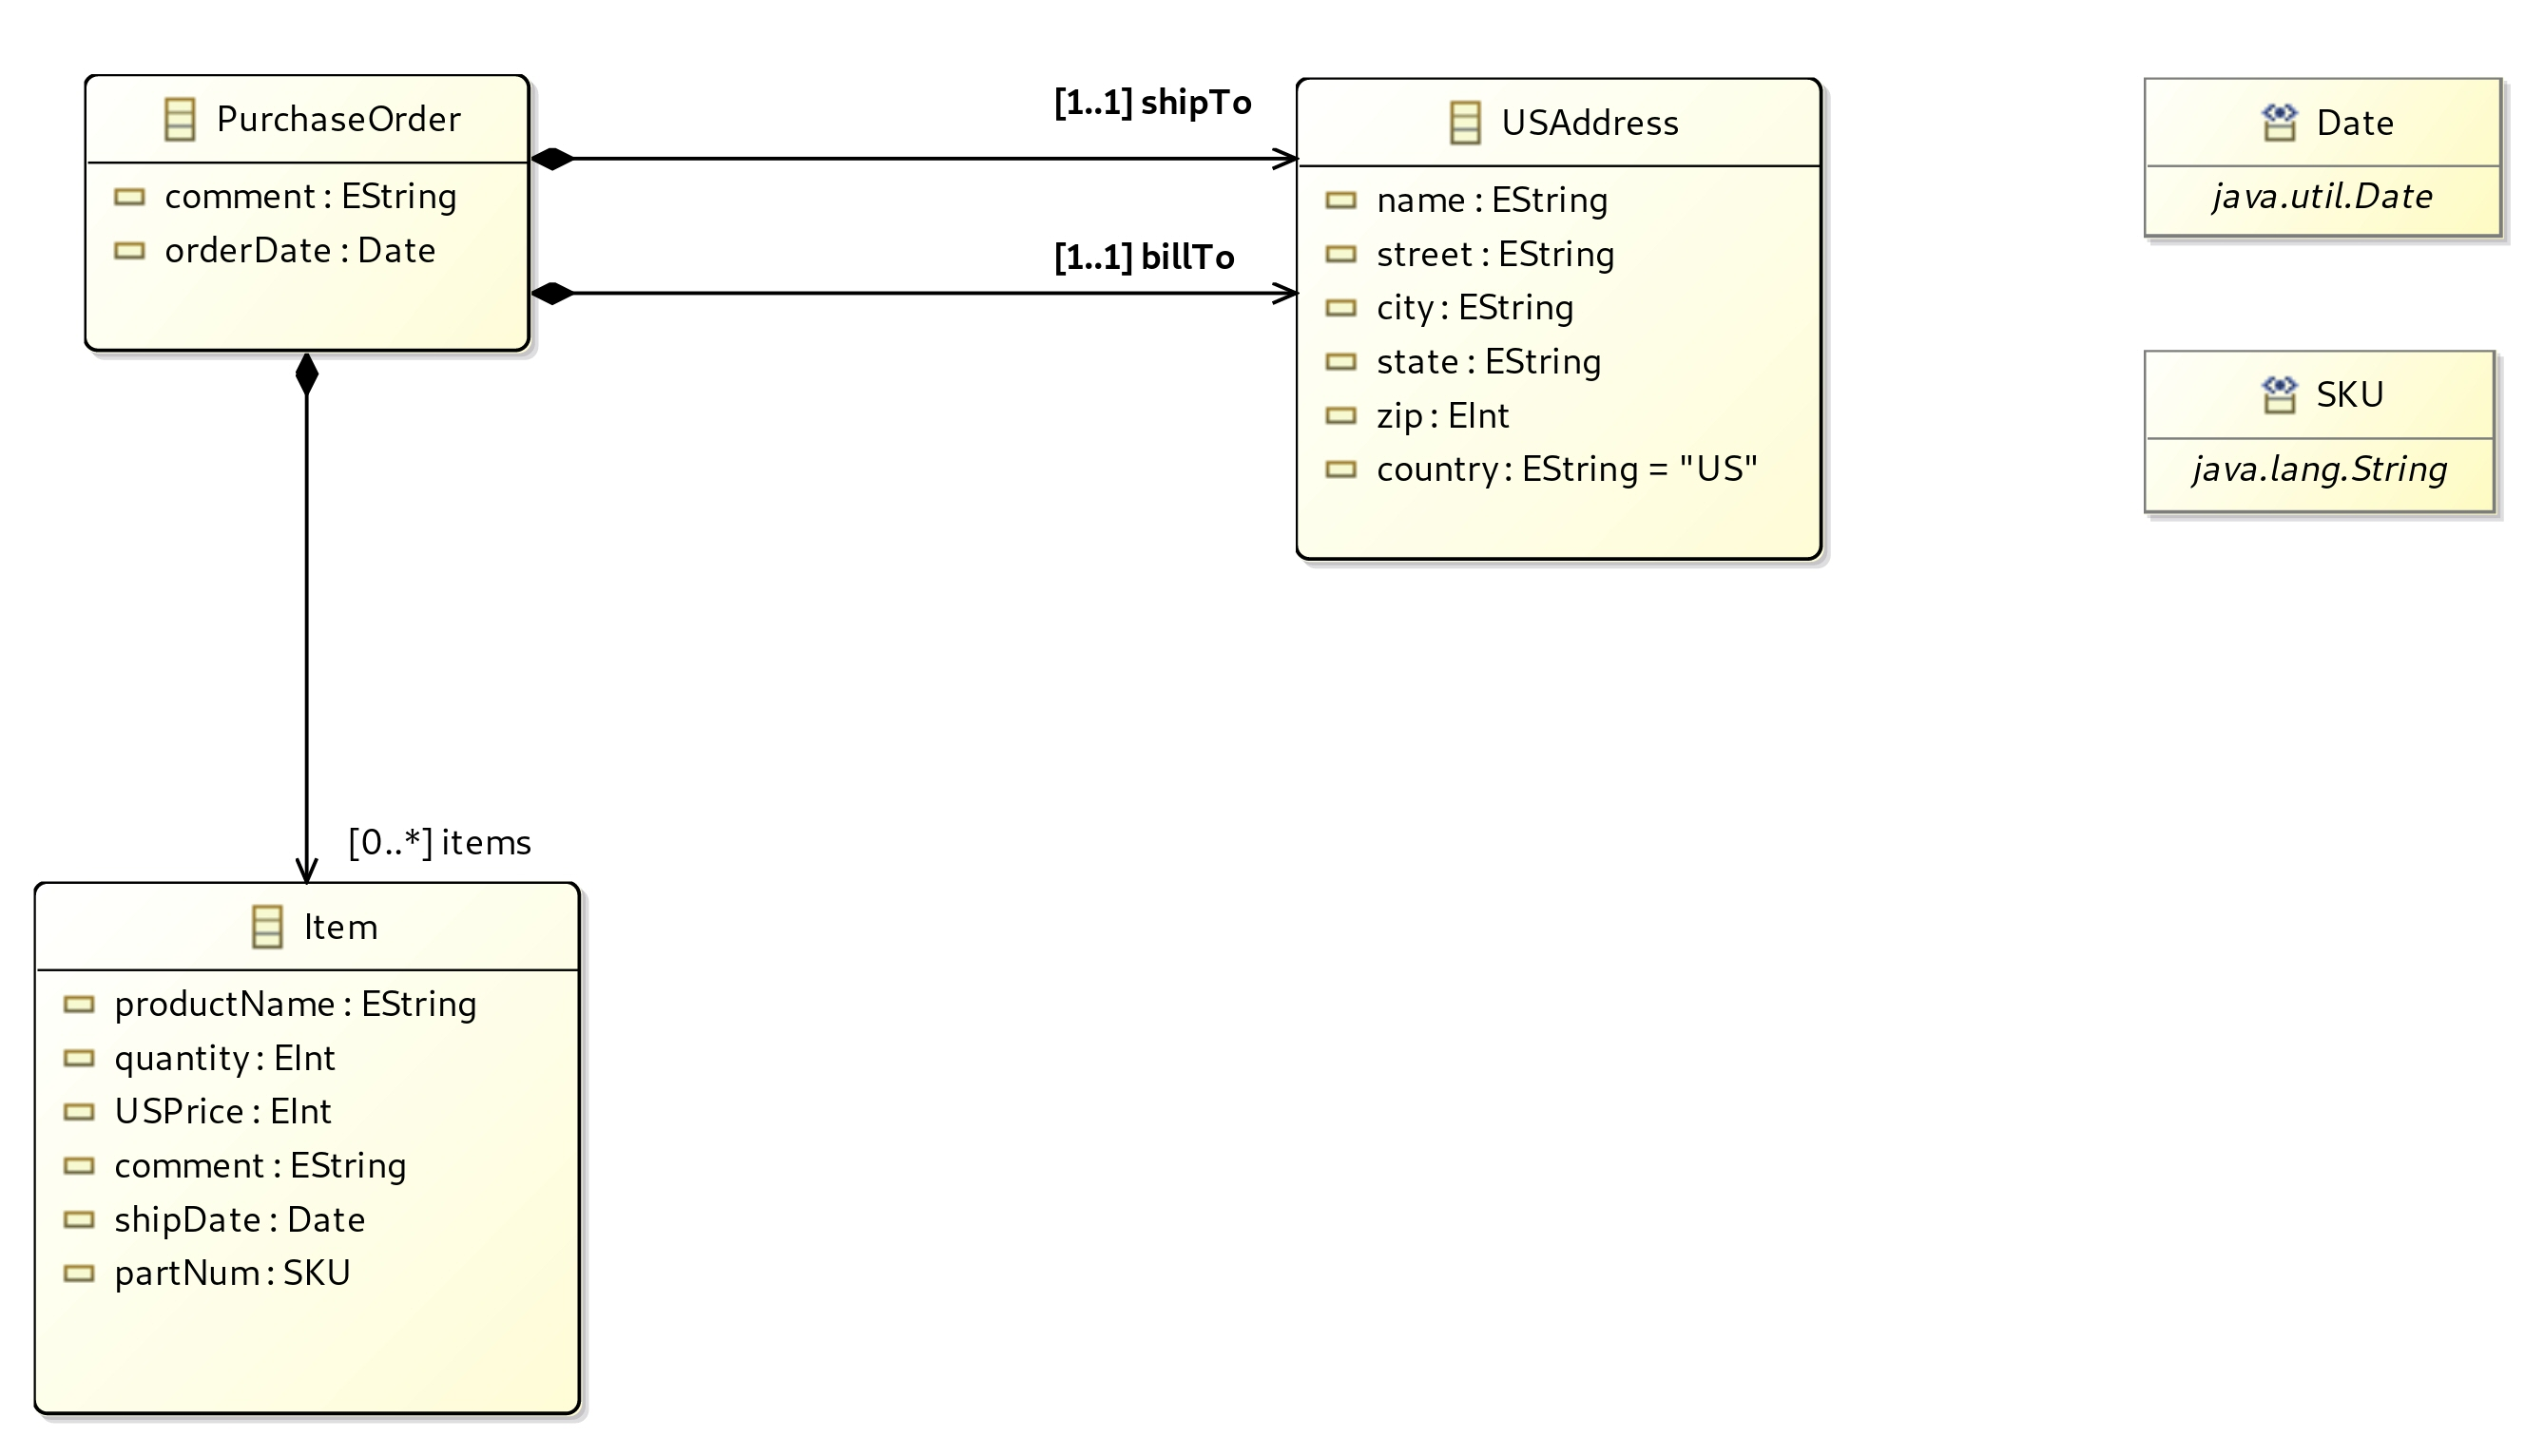 PurchaseOrder
comment : EString
orderDate : Date
[1..1] shipTo
[1..1] billTo
USAddress
name : EString
street : EString
city : EString
state : EString
zip : EInt
country : EString = "US"
Date
java.util.Date
SKU
java.lang.String
[0..*] items
Item
productName : EString
quantity : EInt
USPrice : EInt
comment : EString
shipDate : Date
partNum : SKU